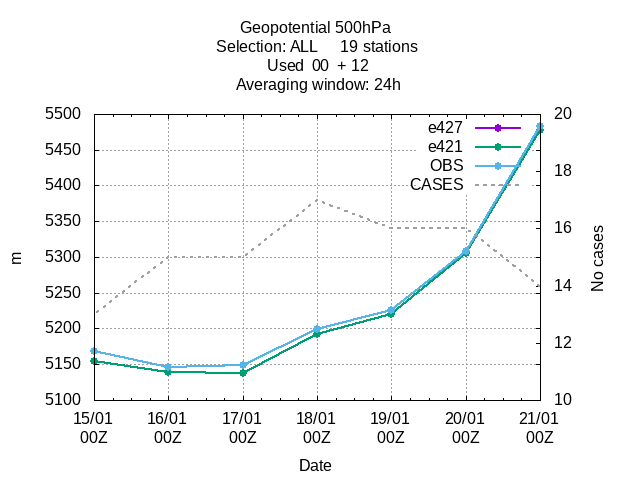 Geopotential 500hPa
Selection: ALL     19 stations
Used  00  + 12
Averaging window: 24h
5500
5450
5400
5350
5300
5250
5200
5150
5100
m
e427
e421
OBS
CASES
20
18
16
14
12
10
No cases
15/01 16/01 17/01 18/01 19/01 20/01 21/01
00Z 00Z 00Z 00Z 00Z 00Z 00Z
Date